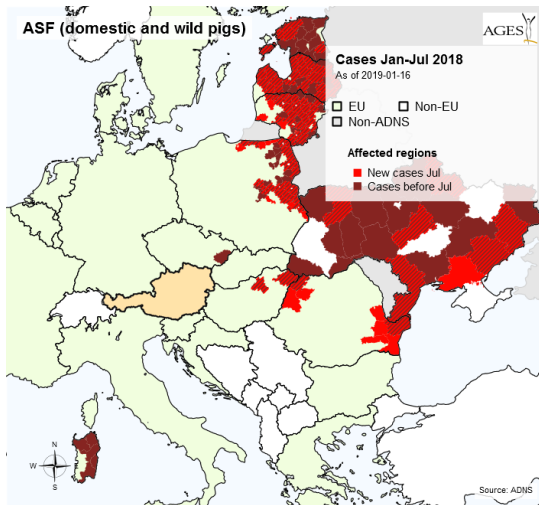 ASF (domestic and wild pigs)
AGES
Cases Jan-Jul 2018
As of 2019-01-16
EU
Non-EU
Non-ADNS
Affected regions
New cases Jul
Cases before Jul
N
W
E
S
Source: ADNS